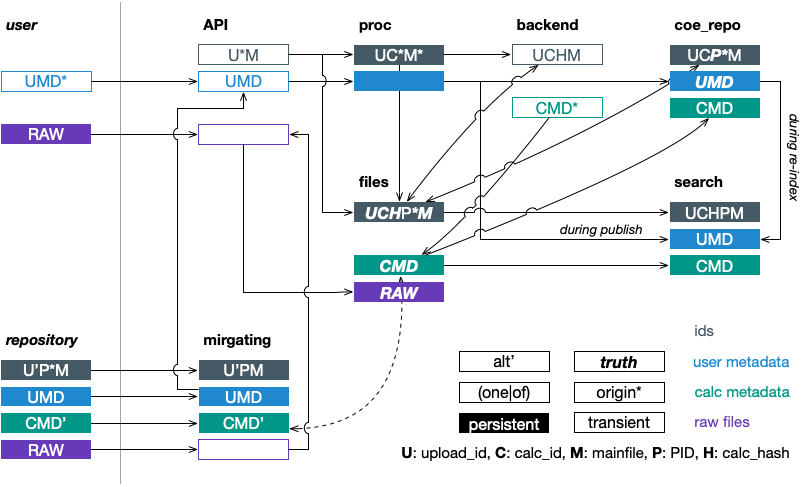 user
API
proc
backend
coe_repo
U*M
UC*M*
UCHM
UCP*M
UMD*
UMD
UMD
CMD*
CMD
RAW
during re-index
files
search
UCHP*M
UCHPM
during publish
UMD
CMD
CMD
RAW
repository
mirgating
ids
U'P*M
U'PM
alt'
truth
user metadata
UMD
UMD
(one|of)
origin*
calc metadata
CMD'
CMD'
persistent
transient
raw files
RAW
U: upload_id, C: calc_id, M: mainfile, P: PID, H: calc_hash